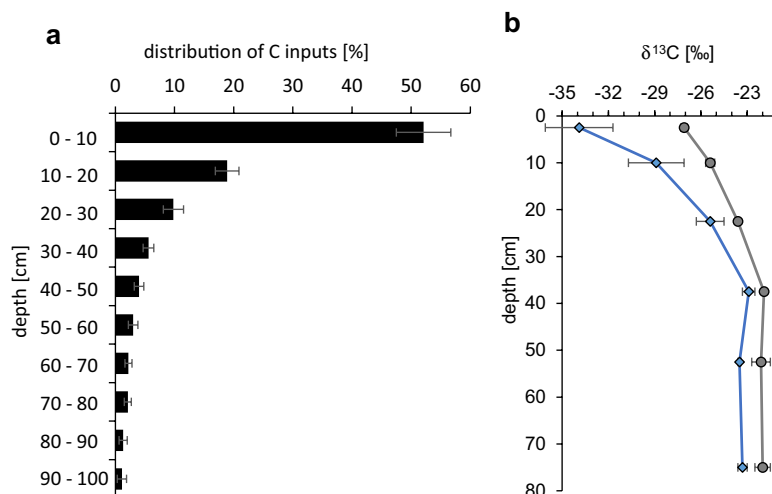 a
distribution of C inputs [%]
0 10 20 30 40 50 60
depth [cm]
0 - 10
10 - 20
20 - 30
30 - 40
40 - 50
50 - 60
60 - 70
70 - 80
80 - 90
90 - 100
b
δ¹³C [‰]
-35 -32 -29 -26 -23
depth [cm]
0
10
20
30
40
50
60
70
80